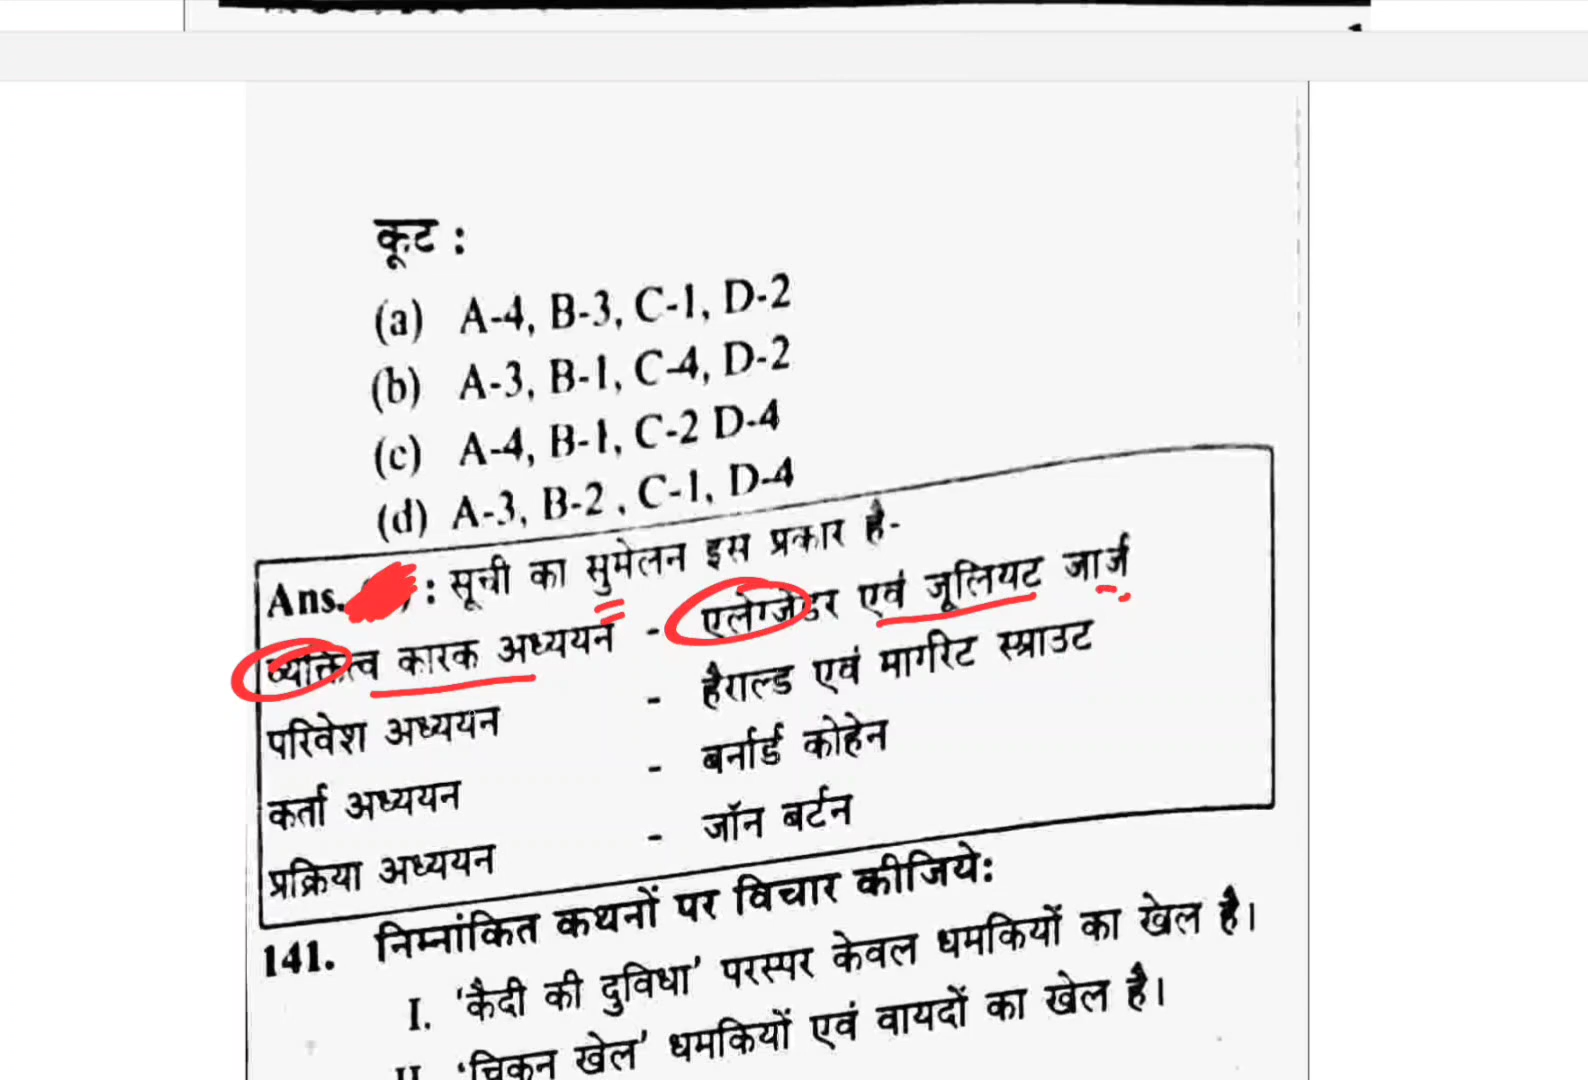 कूट :
(a) A-4, B-3, C-1, D-2
(b) A-3, B-1, C-4, D-2
(c) A-4, B-1, C-2 D-4
(d) A-3, B-2 , C-1, D-4
Ans. : सूची का सुमेलन इस प्रकार है-
व्यक्तित्व कारक अध्ययन - एलेग्जेंडर एवं जूलियट जार्ज
परिवेश अध्ययन - हैराल्ड एवं मार्गरिट स्प्राउट
कर्ता अध्ययन - बर्नार्ड कोहेन
प्रक्रिया अध्ययन - जॉन बर्टन
141. निम्नांकित कथनों पर विचार कीजिये:
I. 'कैदी की दुविधा' परस्पर केवल धमकियों का खेल है।
II. 'चिकन खेल' धमकियों एवं वायदों का खेल है।